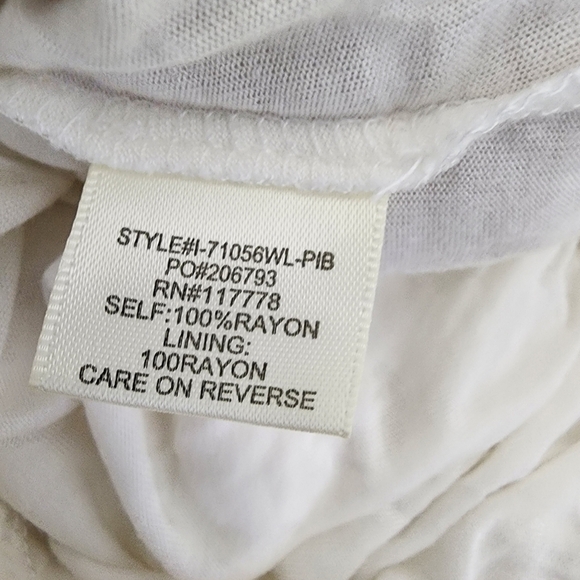 STYLE#I-71056WL-PIB
PO#206793
RN#117778
SELF:100%RAYON
LINING:
100RAYON
CARE ON REVERSE